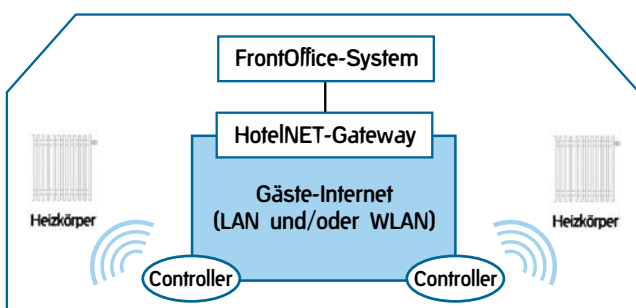 FrontOffice-System
HotelNET-Gateway
Gäste-Internet
(LAN und/oder WLAN)
Heizkörper
Heizkörper
Controller
Controller